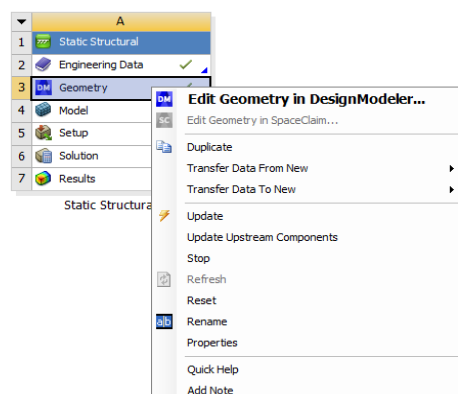 A
1 Static Structural
2 Engineering Data
3 DM Geometry
4 Model
5 Setup
6 Solution
7 Results
Static Structura
DM Edit Geometry in DesignModeler...
SC Edit Geometry in SpaceClaim...
Duplicate
Transfer Data From New
Transfer Data To New
Update
Update Upstream Components
Stop
Refresh
Reset
a|b Rename
Properties
Quick Help
Add Note